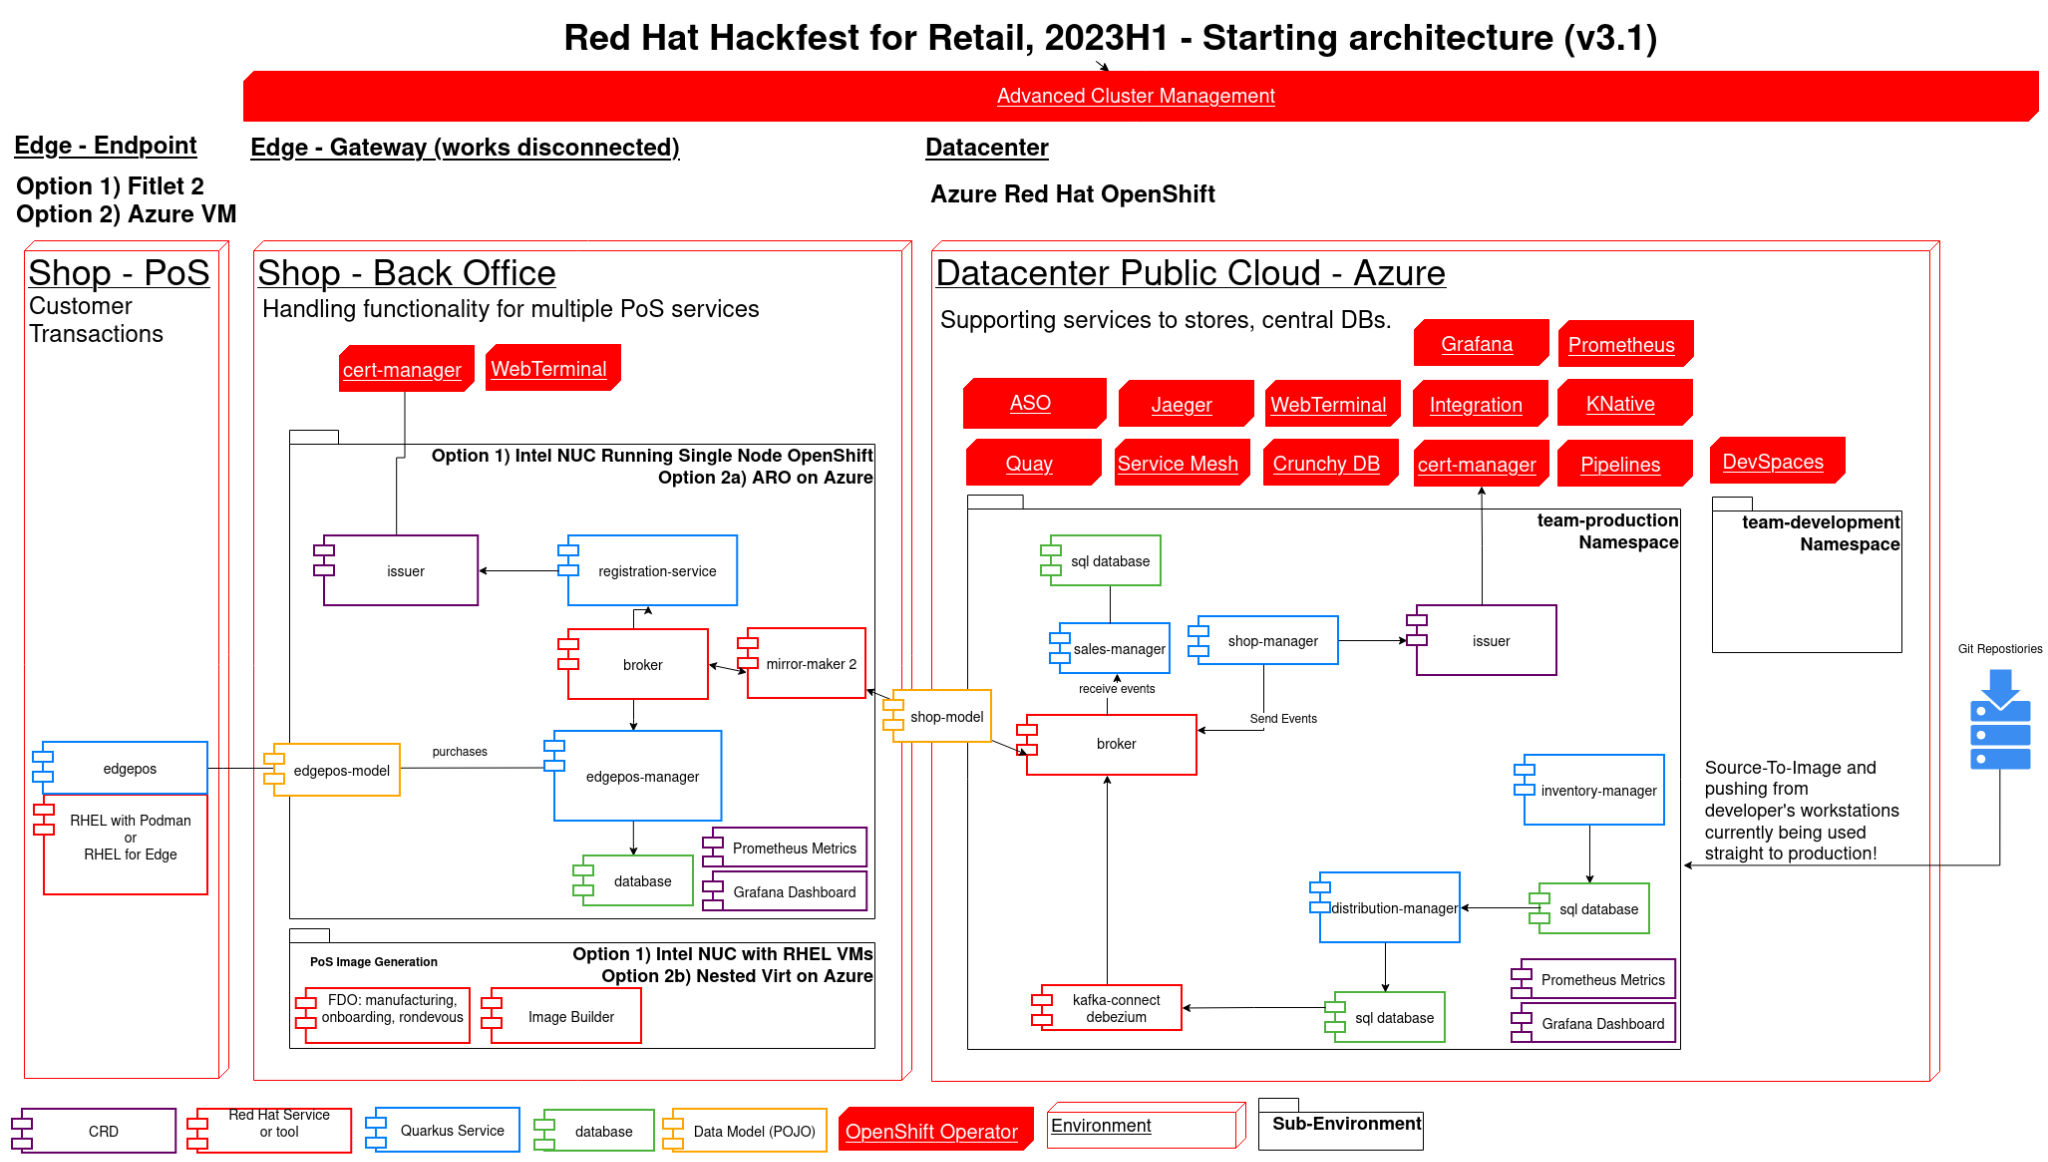 Red Hat Hackfest for Retail, 2023H1 - Starting architecture (v3.1)
Advanced Cluster Management
Edge - Endpoint
Option 1) Fitlet 2
Option 2) Azure VM
Edge - Gateway (works disconnected)
Datacenter
Azure Red Hat OpenShift
Shop - PoS
Customer
Transactions
edgepos
RHEL with Podman
or
RHEL for Edge
Shop - Back Office
Handling functionality for multiple PoS services
cert-manager
WebTerminal
Option 1) Intel NUC Running Single Node OpenShift
Option 2a) ARO on Azure
issuer
registration-service
broker
mirror-maker 2
edgepos-model
purchases
edgepos-manager
database
Prometheus Metrics
Grafana Dashboard
PoS Image Generation
Option 1) Intel NUC with RHEL VMs
Option 2b) Nested Virt on Azure
FDO: manufacturing,
onboarding, rondevous
Image Builder
shop-model
Datacenter Public Cloud - Azure
Supporting services to stores, central DBs.
Grafana
Prometheus
ASO
Jaeger
WebTerminal
Integration
KNative
Quay
Service Mesh
Crunchy DB
cert-manager
Pipelines
DevSpaces
team-production
Namespace
team-development
Namespace
sql database
sales-manager
shop-manager
issuer
receive events
Send Events
broker
inventory-manager
distribution-manager
sql database
kafka-connect
debezium
sql database
Prometheus Metrics
Grafana Dashboard
Git Repostiories
Source-To-Image and
pushing from
developer's workstations
currently being used
straight to production!
CRD
Red Hat Service
or tool
Quarkus Service
database
Data Model (POJO)
OpenShift Operator
Environment
Sub-Environment